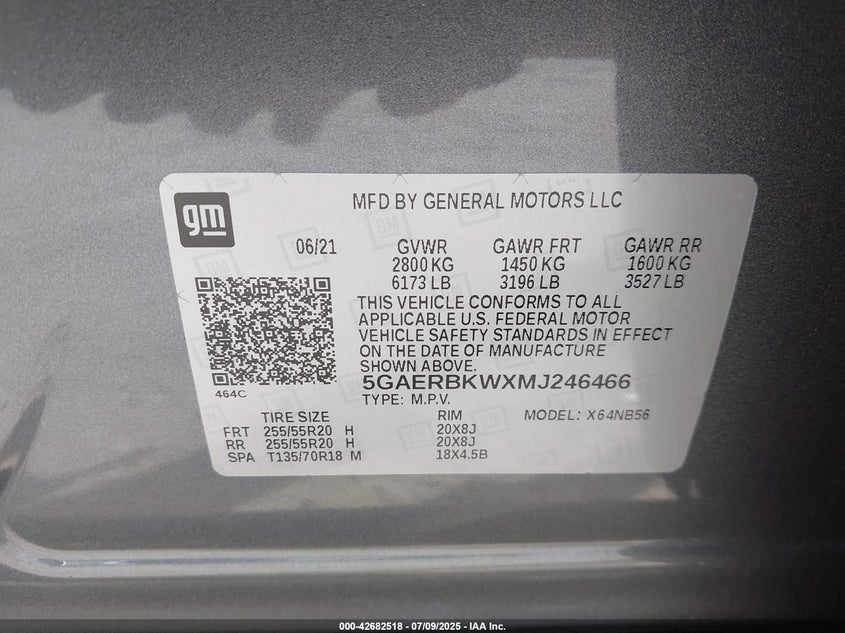 gm
MFD BY GENERAL MOTORS LLC
06/21 GVWR GAWR FRT GAWR RR
2800 KG 1450 KG 1600 KG
6173 LB 3196 LB 3527 LB
THIS VEHICLE CONFORMS TO ALL
APPLICABLE U.S. FEDERAL MOTOR
VEHICLE SAFETY STANDARDS IN EFFECT
ON THE DATE OF MANUFACTURE
SHOWN ABOVE.
464C
5GAERBKWXMJ246466
TYPE: M.P.V.
TIRE SIZE RIM MODEL: X64NB56
FRT 255/55R20 H 20X8J
RR 255/55R20 H 20X8J
SPA T135/70R18 M 18X4.5B
000-42682518 - 07/09/2025 - IAA Inc.